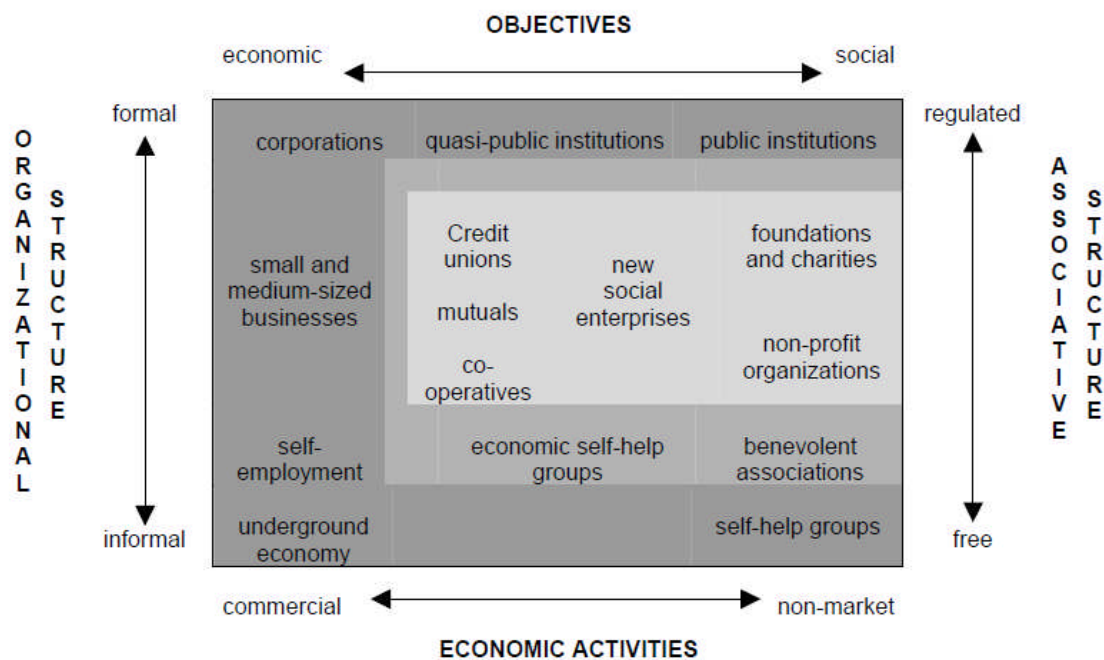 OBJECTIVES
economic
social
formal
regulated
ORGANIZATIONAL
STRUCTURE
ASSOCIATIVE
STRUCTURE
corporations
quasi-public institutions
public institutions
small and
medium-sized
businesses
Credit
unions
mutuals
co-
operatives
new
social
enterprises
foundations
and charities
non-profit
organizations
self-
employment
economic self-help
groups
benevolent
associations
underground
economy
self-help groups
informal
free
commercial
non-market
ECONOMIC ACTIVITIES